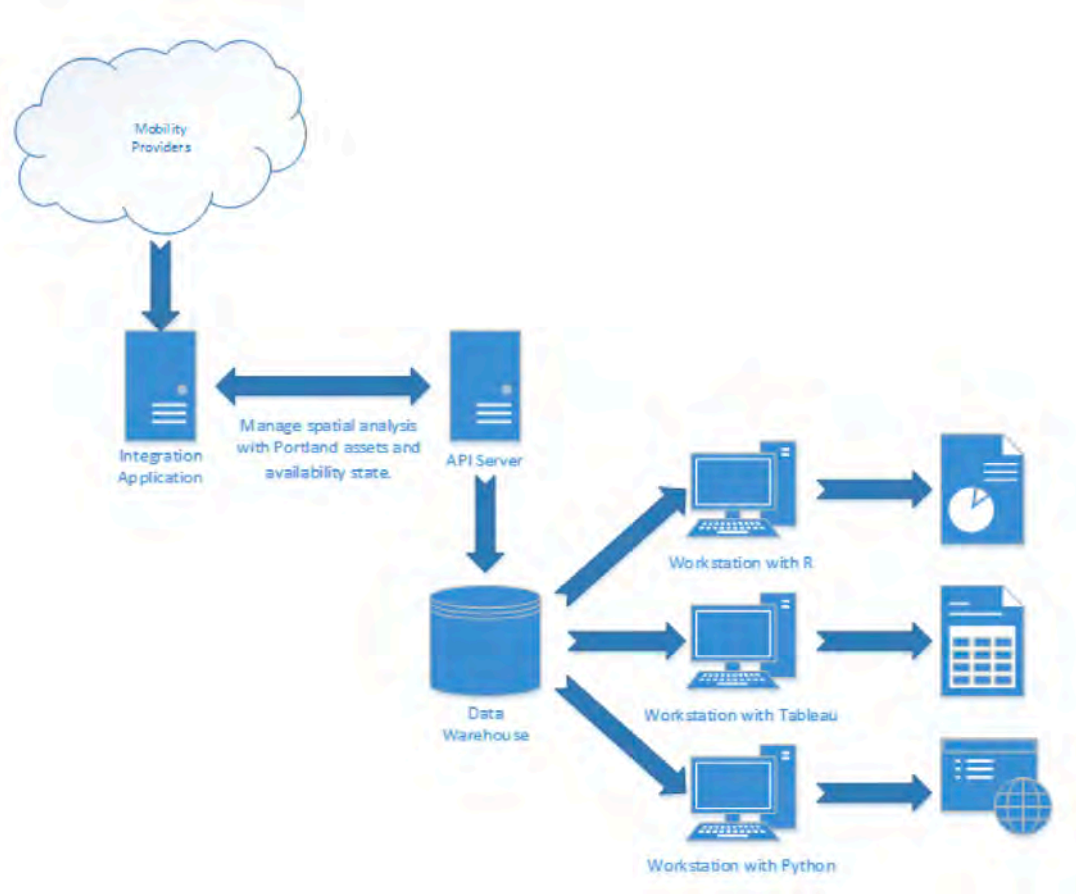 Mobility
Providers
Manage spatial analysis
with Portland assets and
availability state.
Integration
Application
API Server
Workstation with R
Data
Warehouse
Workstation with Tableau
Workstation with Python